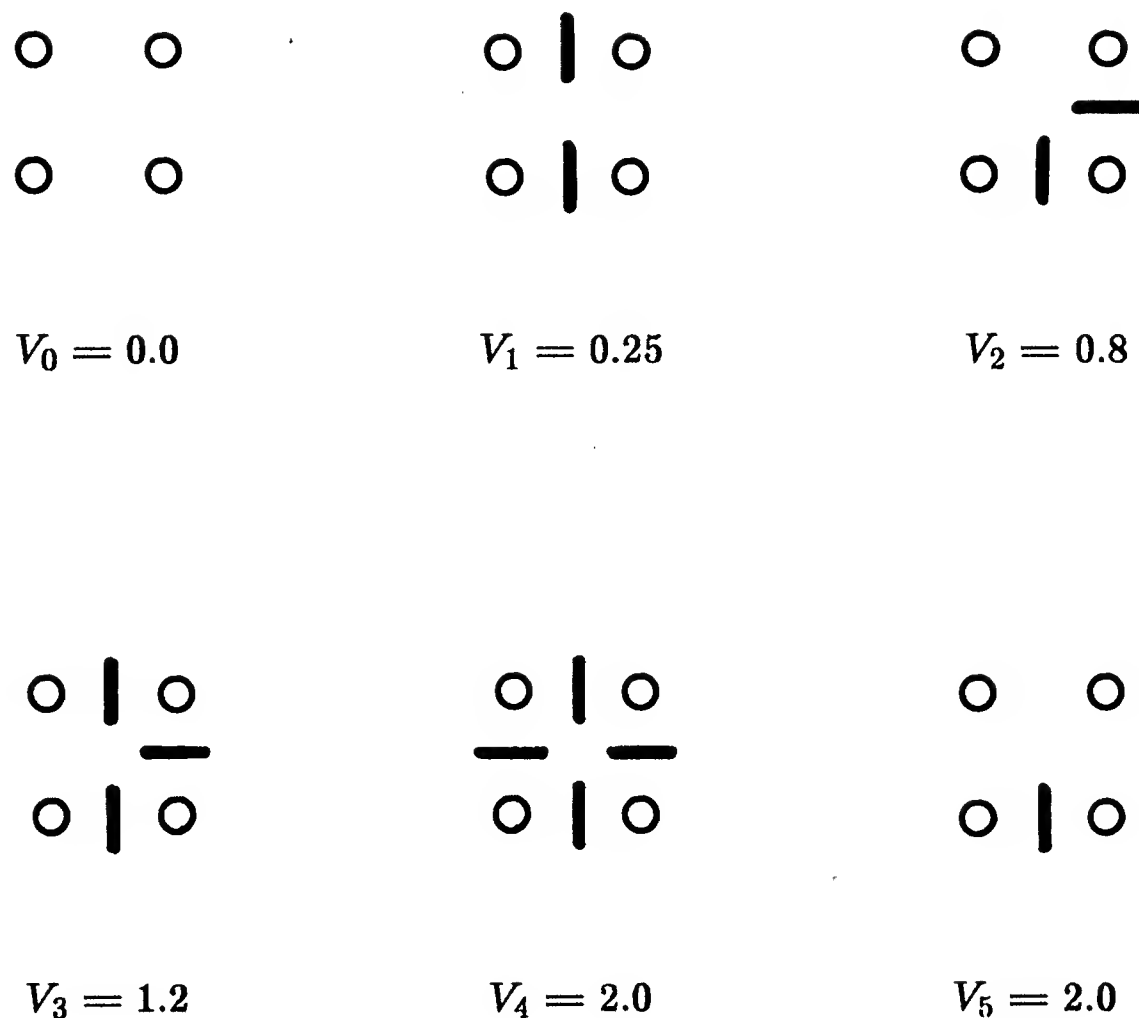 V₀ = 0.0
V₁ = 0.25
V₂ = 0.8
V₃ = 1.2
V₄ = 2.0
V₅ = 2.0